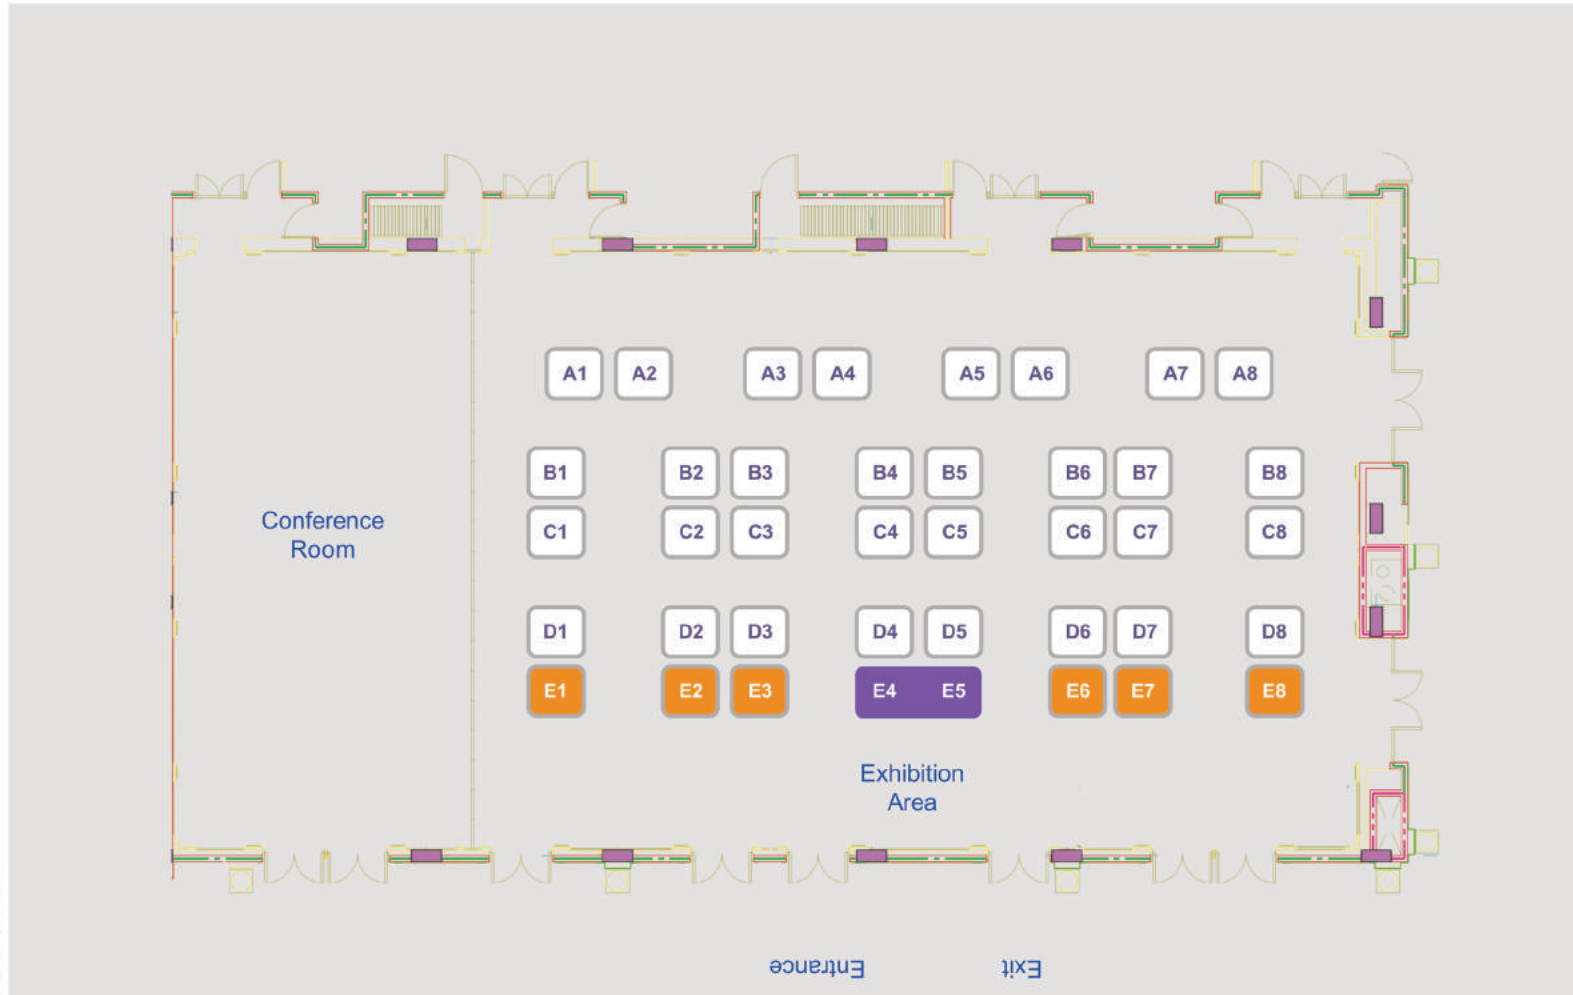 A1 A2 A3 A4 A5 A6 A7 A8
B1 B2 B3 B4 B5 B6 B7 B8
C1 C2 C3 C4 C5 C6 C7 C8
Conference
Room
D1 D2 D3 D4 D5 D6 D7 D8
E1 E2 E3 E4 E5 E6 E7 E8
Exhibition
Area
Entrance Exit